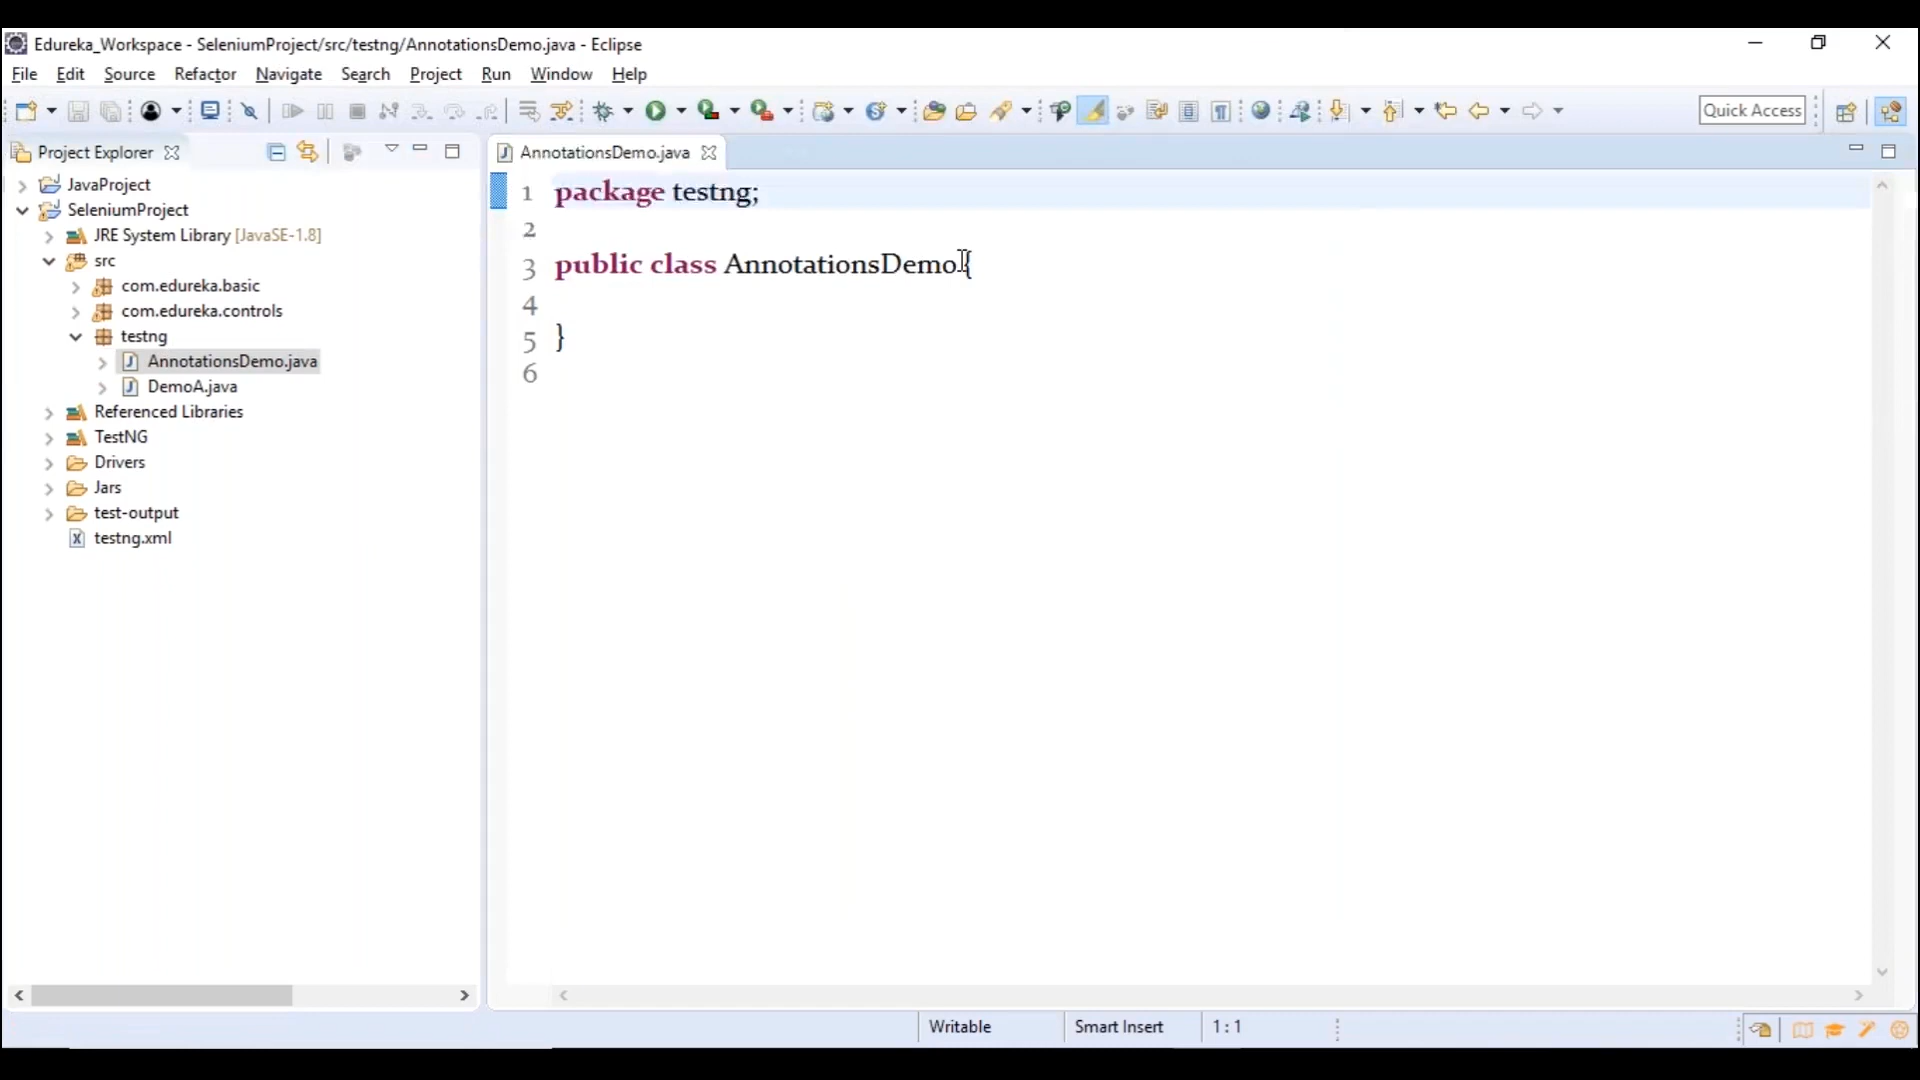 Edureka_Workspace - SeleniumProject/src/testng/AnnotationsDemo.java - Eclipse
File Edit Source Refactor Navigate Search Project Run Window Help
Quick Access
Project Explorer
JavaProject
SeleniumProject
JRE System Library [JavaSE-1.8]
src
com.edureka.basic
com.edureka.controls
testng
AnnotationsDemo.java
DemoA.java
Referenced Libraries
TestNG
Drivers
Jars
test-output
testng.xml
AnnotationsDemo.java
1 package testng;
2
3 public class AnnotationsDemo {
4
5 }
6
Writable Smart Insert 1 : 1